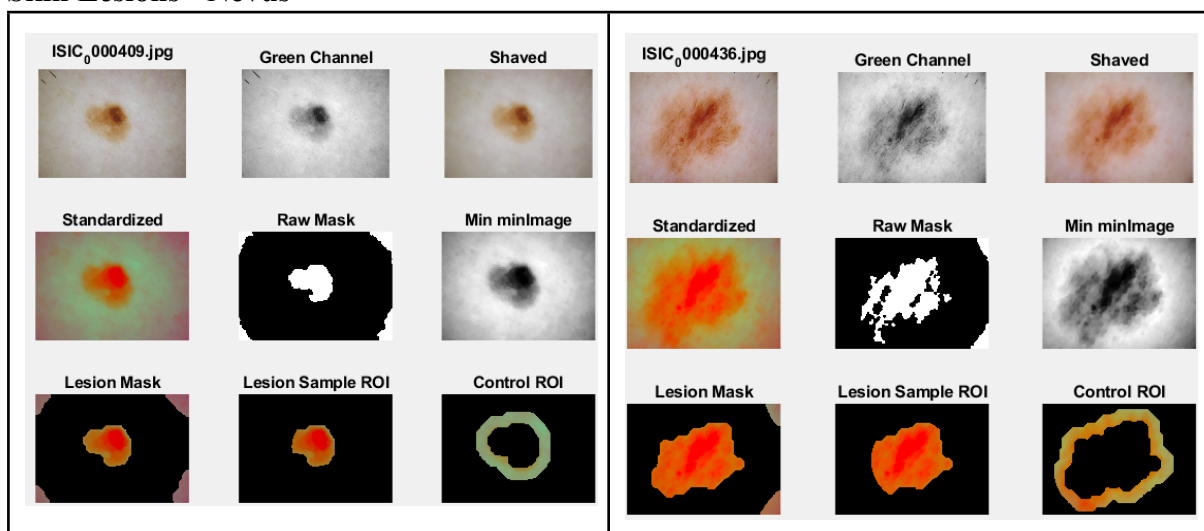 ISIC0000409.jpg Green Channel Shaved
Standardized Raw Mask Min minImage
Lesion Mask Lesion Sample ROI Control ROI
ISIC0000436.jpg Green Channel Shaved
Standardized Raw Mask Min minImage
Lesion Mask Lesion Sample ROI Control ROI